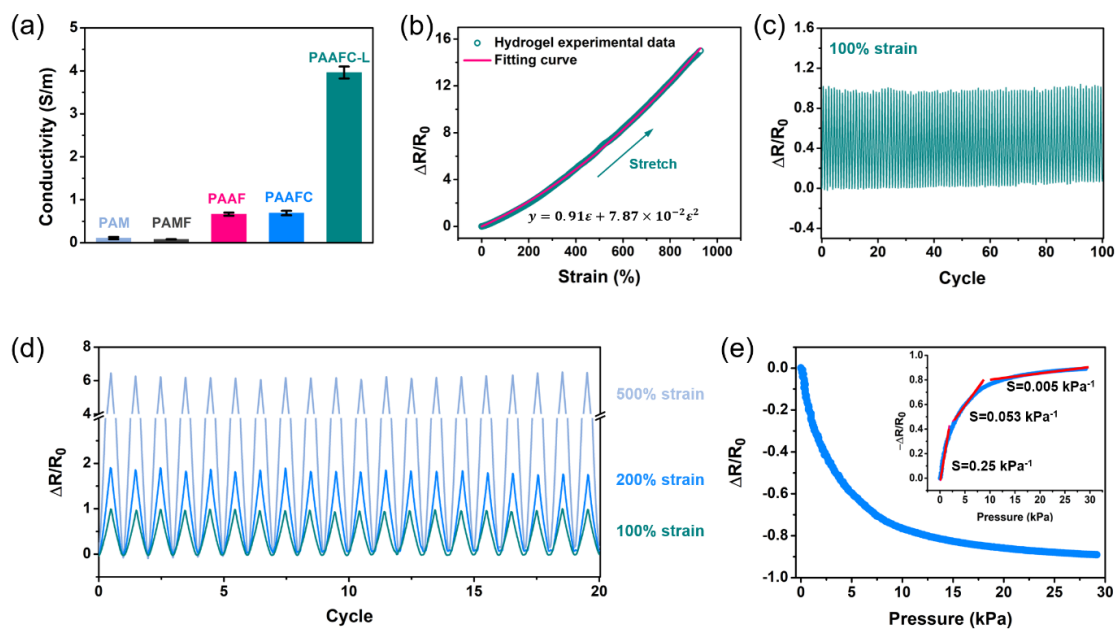 (a)
Conductivity (S/m)
5
4
3
2
1
0
PAM
PAMF
PAAF
PAAFC
PAAFC-L
(b)
ΔR/R₀
16
12
8
4
0
Hydrogel experimental data
Fitting curve
Stretch
y = 0.91ε + 7.87 × 10⁻²ε²
0 200 400 600 800 1000
Strain (%)
(c)
100% strain
ΔR/R₀
1.6
1.2
0.8
0.4
0.0
-0.4
0 20 40 60 80 100
Cycle
(d)
ΔR/R₀
8
6
4
2
1
0
500% strain
200% strain
100% strain
0 5 10 15 20
Cycle
(e)
ΔR/R₀
0.0
-0.2
-0.4
-0.6
-0.8
-1.0
0 5 10 15 20 25 30
Pressure (kPa)
-ΔR/R₀
1.0
0.8
0.6
0.4
0.2
0.0
S=0.005 kPa⁻¹
S=0.053 kPa⁻¹
S=0.25 kPa⁻¹
0 5 10 15 20 25 30
Pressure (kPa)